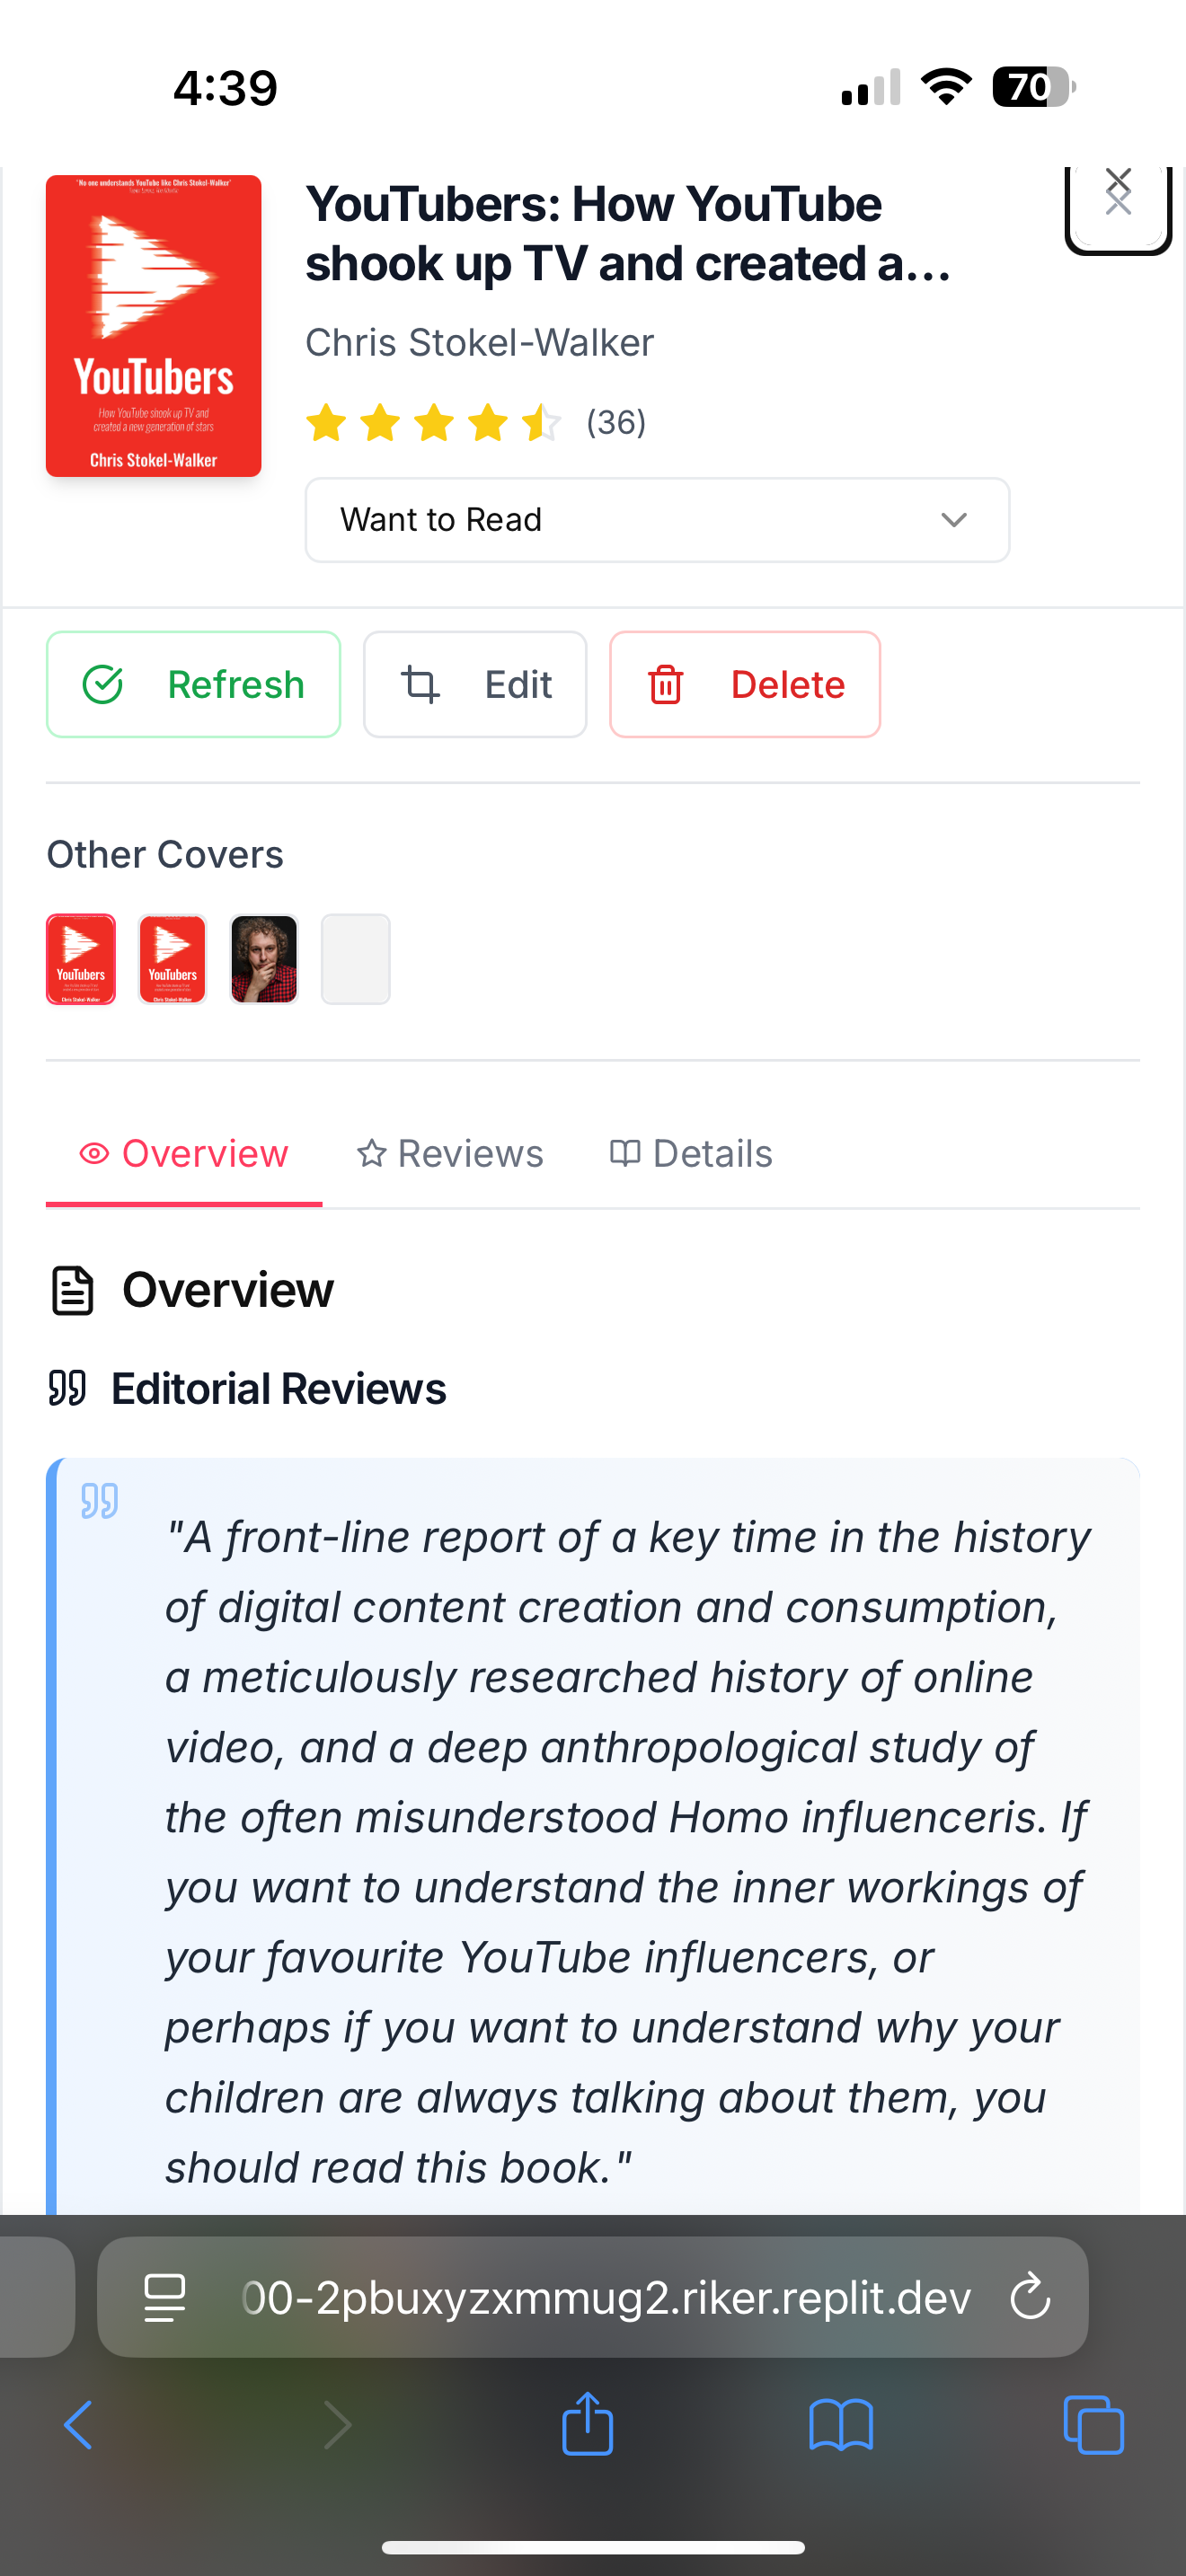 4:39
70
"No one understands YouTube like Chris Stokel-Walker"
YouTubers
How YouTube shook up TV and
created a new generation of stars
Chris Stokel-Walker
YouTubers: How YouTube
shook up TV and created a...
Chris Stokel-Walker
(36)
Want to Read
Refresh
Edit
Delete
Other Covers
YouTubers
Chris Stokel-Walker
YouTubers
Chris Stokel-Walker
Overview
Reviews
Details
Overview
Editorial Reviews
"A front-line report of a key time in the history
of digital content creation and consumption,
a meticulously researched history of online
video, and a deep anthropological study of
the often misunderstood Homo influenceris. If
you want to understand the inner workings of
your favourite YouTube influencers, or
perhaps if you want to understand why your
children are always talking about them, you
should read this book."
00-2pbuxyzxmmug2.riker.replit.dev